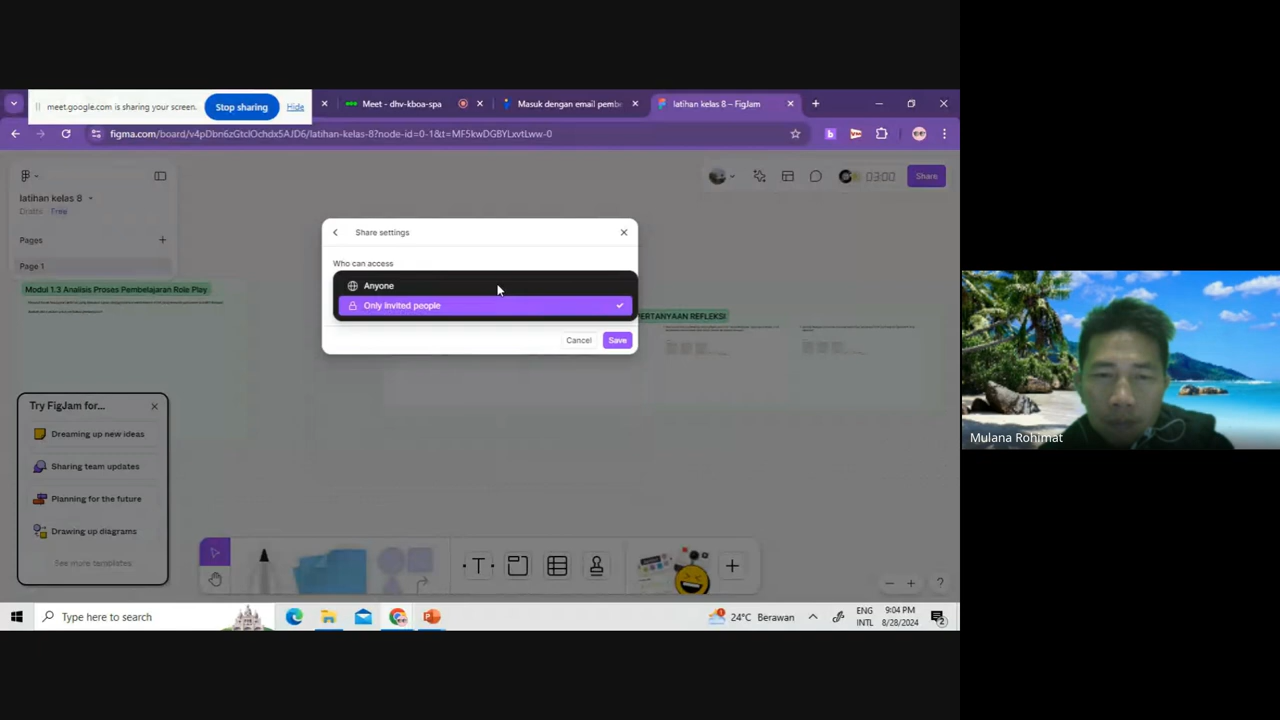 meet.google.com is sharing your screen.
Stop sharing
Hide
Meet - dhv-kboa-spa
Masuk dengan email pembe
latihan kelas 8 – FigJam
figma.com/board/v4pDbn6zGtclOchdx5AJD6/latihan-kelas-8?node-id=0-1&t=MF5kwDGBYLxvtLww-0
latihan kelas 8
Drafts Free
Pages
Page 1
03:00
Share
Share settings
Who can access
Anyone
Only invited people
Cancel
Save
Modul 1.3 Analisis Proses Pembelajaran Role Play
ERTANYAAN REFLEKSI
Try FigJam for...
Dreaming up new ideas
Sharing team updates
Planning for the future
Drawing up diagrams
See more templates
T
Mulana Rohimat
Type here to search
24°C Berawan
ENG
INTL
9:04 PM
8/28/2024
2